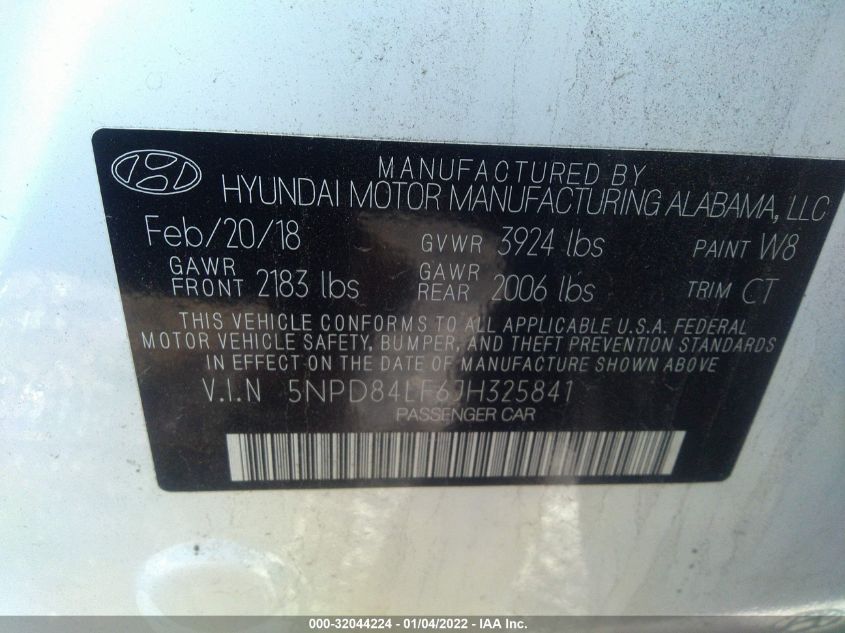 MANUFACTURED BY
HYUNDAI MOTOR MANUFACTURING ALABAMA, LLC
Feb/20/18 GVWR 3924 lbs PAINT W8
GAWR FRONT 2183 lbs GAWR REAR 2006 lbs TRIM CT
THIS VEHICLE CONFORMS TO ALL APPLICABLE U.S.A. FEDERAL
MOTOR VEHICLE SAFETY, BUMPER, AND THEFT PREVENTION STANDARDS
IN EFFECT ON THE DATE OF MANUFACTURE SHOWN ABOVE
V.I.N 5NPD84LF6JH325841
PASSENGER CAR
000-32044224 - 01/04/2022 - IAA Inc.